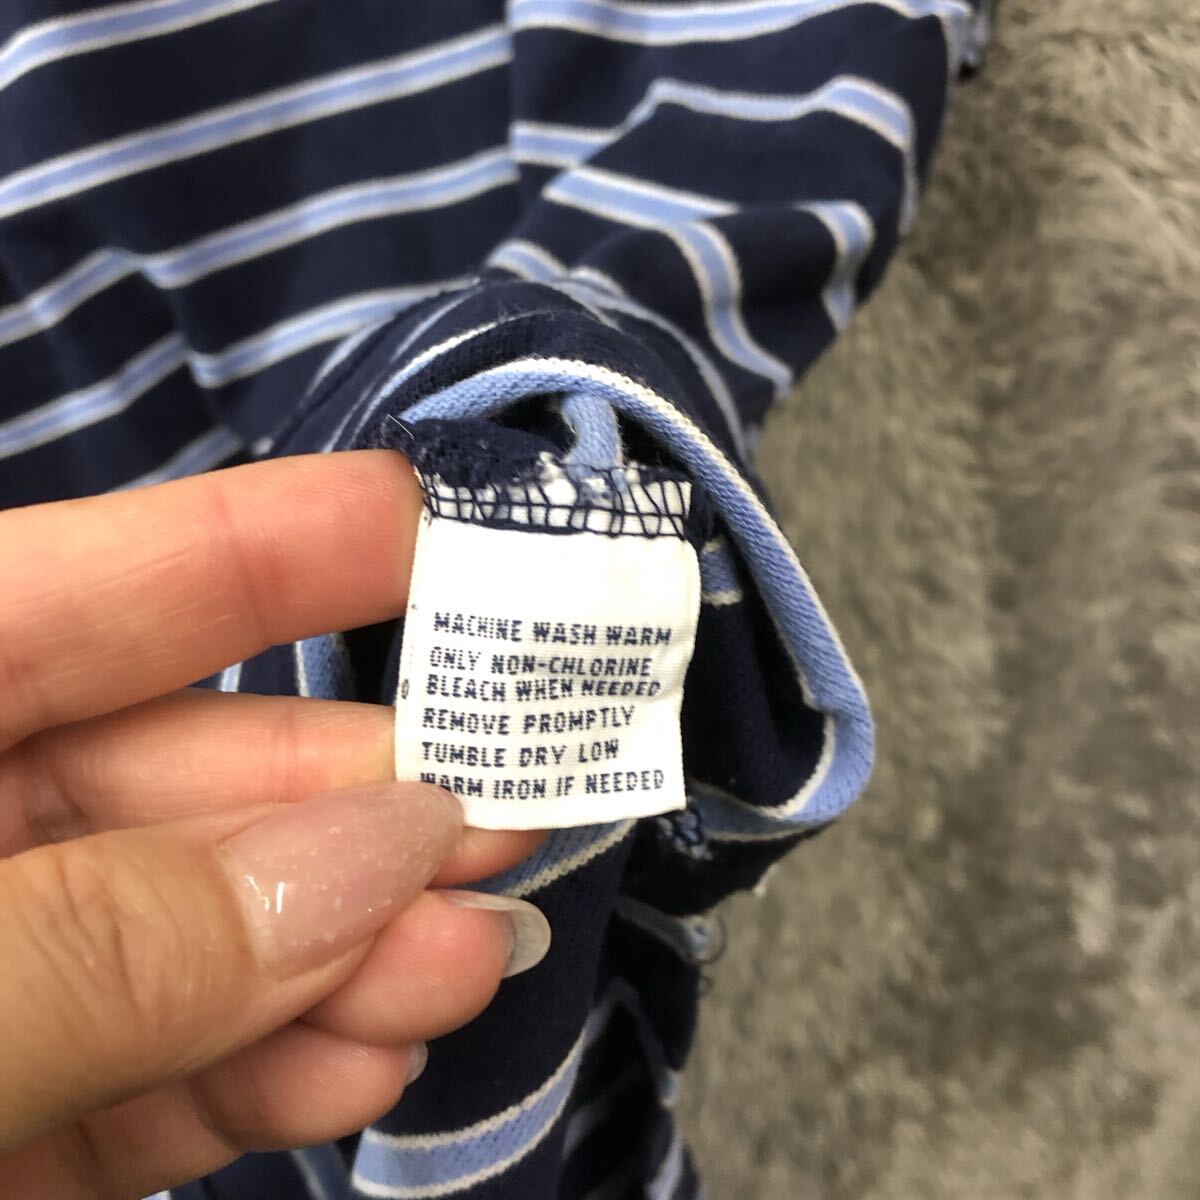 MACHINE WASH WARM
ONLY NON-CHLORINE
BLEACH WHEN NEEDED
REMOVE PROMPTLY
TUMBLE DRY LOW
WARM IRON IF NEEDED